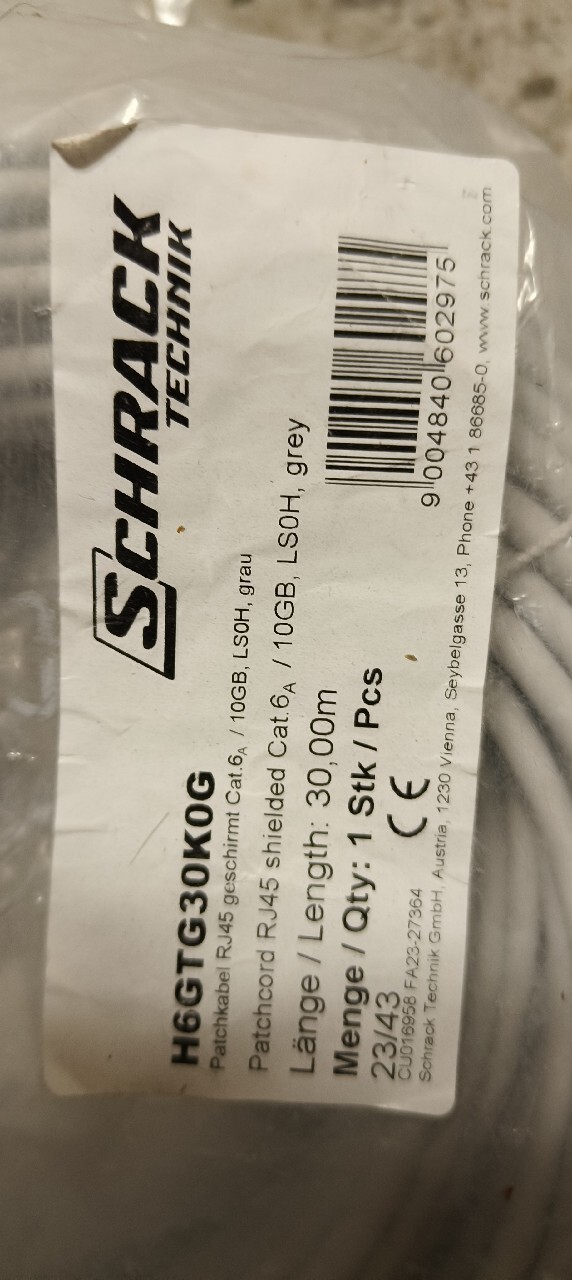 SCHRACK
TECHNIK
H6GTG30K0G
Patchkabel RJ45 geschirmt Cat.6A / 10GB, LS0H, grau
Patchcord RJ45 shielded Cat.6A / 10GB, LS0H, grey
Länge / Length: 30,00m
Menge / Qty: 1 Stk / Pcs
23/43
CE
9 004840 602975
CU016958 FA23-27364
Schrack Technik GmbH, Austria, 1230 Vienna, Seybelgasse 13, Phone +43 1 86685-0, www.schrack.com